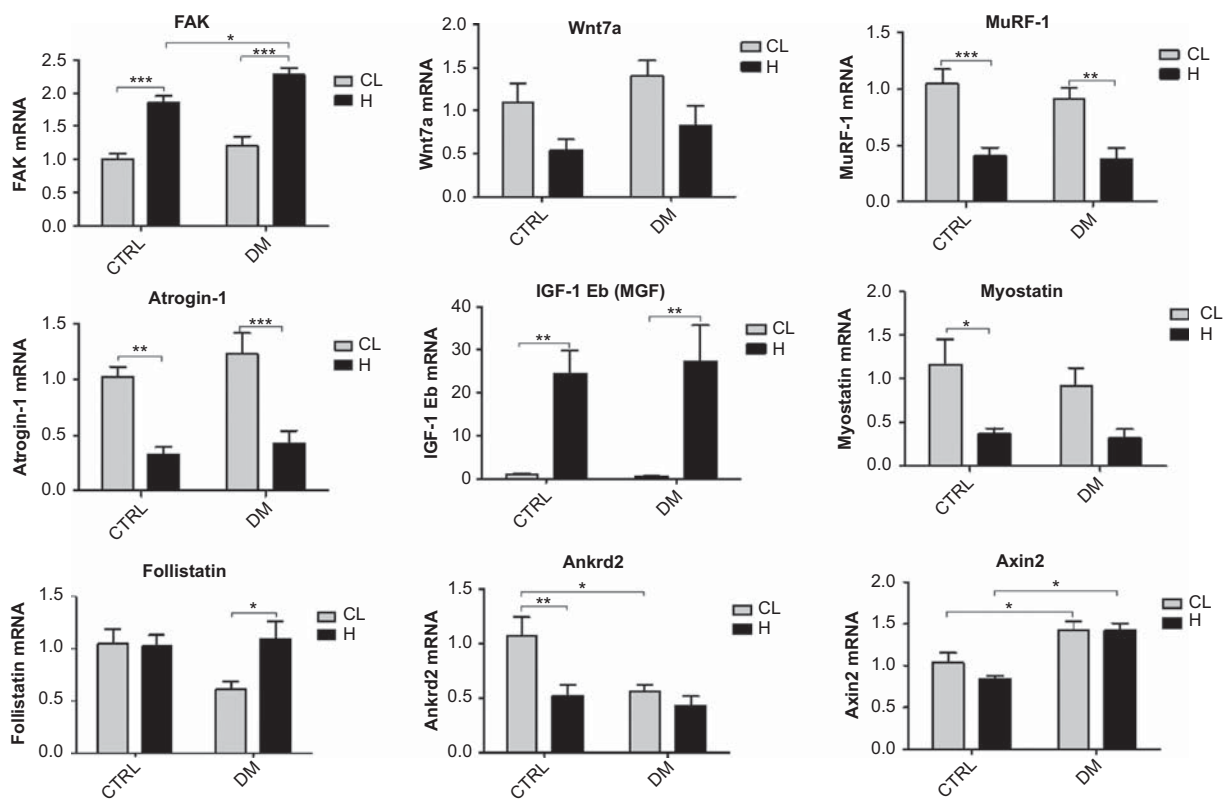 FAK
***
*
***
CL
H
FAK mRNA
2.5
2.0
1.5
1.0
0.5
0.0
CTRL
DM
Wnt7a
CL
H
Wnt7a mRNA
2.0
1.5
1.0
0.5
0.0
CTRL
DM
MuRF-1
***
**
CL
H
MuRF-1 mRNA
1.5
1.0
0.5
0.0
CTRL
DM
Atrogin-1
**
***
CL
H
Atrogin-1 mRNA
1.5
1.0
0.5
0.0
CTRL
DM
IGF-1 Eb (MGF)
**
**
CL
H
IGF-1 Eb mRNA
40
30
20
10
0
CTRL
DM
Myostatin
*
CL
H
Myostatin mRNA
2.0
1.5
1.0
0.5
0.0
CTRL
DM
Follistatin
*
CL
H
Follistatin mRNA
1.5
1.0
0.5
0.0
CTRL
DM
Ankrd2
*
**
CL
H
Ankrd2 mRNA
1.5
1.0
0.5
0.0
CTRL
DM
Axin2
*
*
CL
H
Axin2 mRNA
2.0
1.5
1.0
0.5
0.0
CTRL
DM